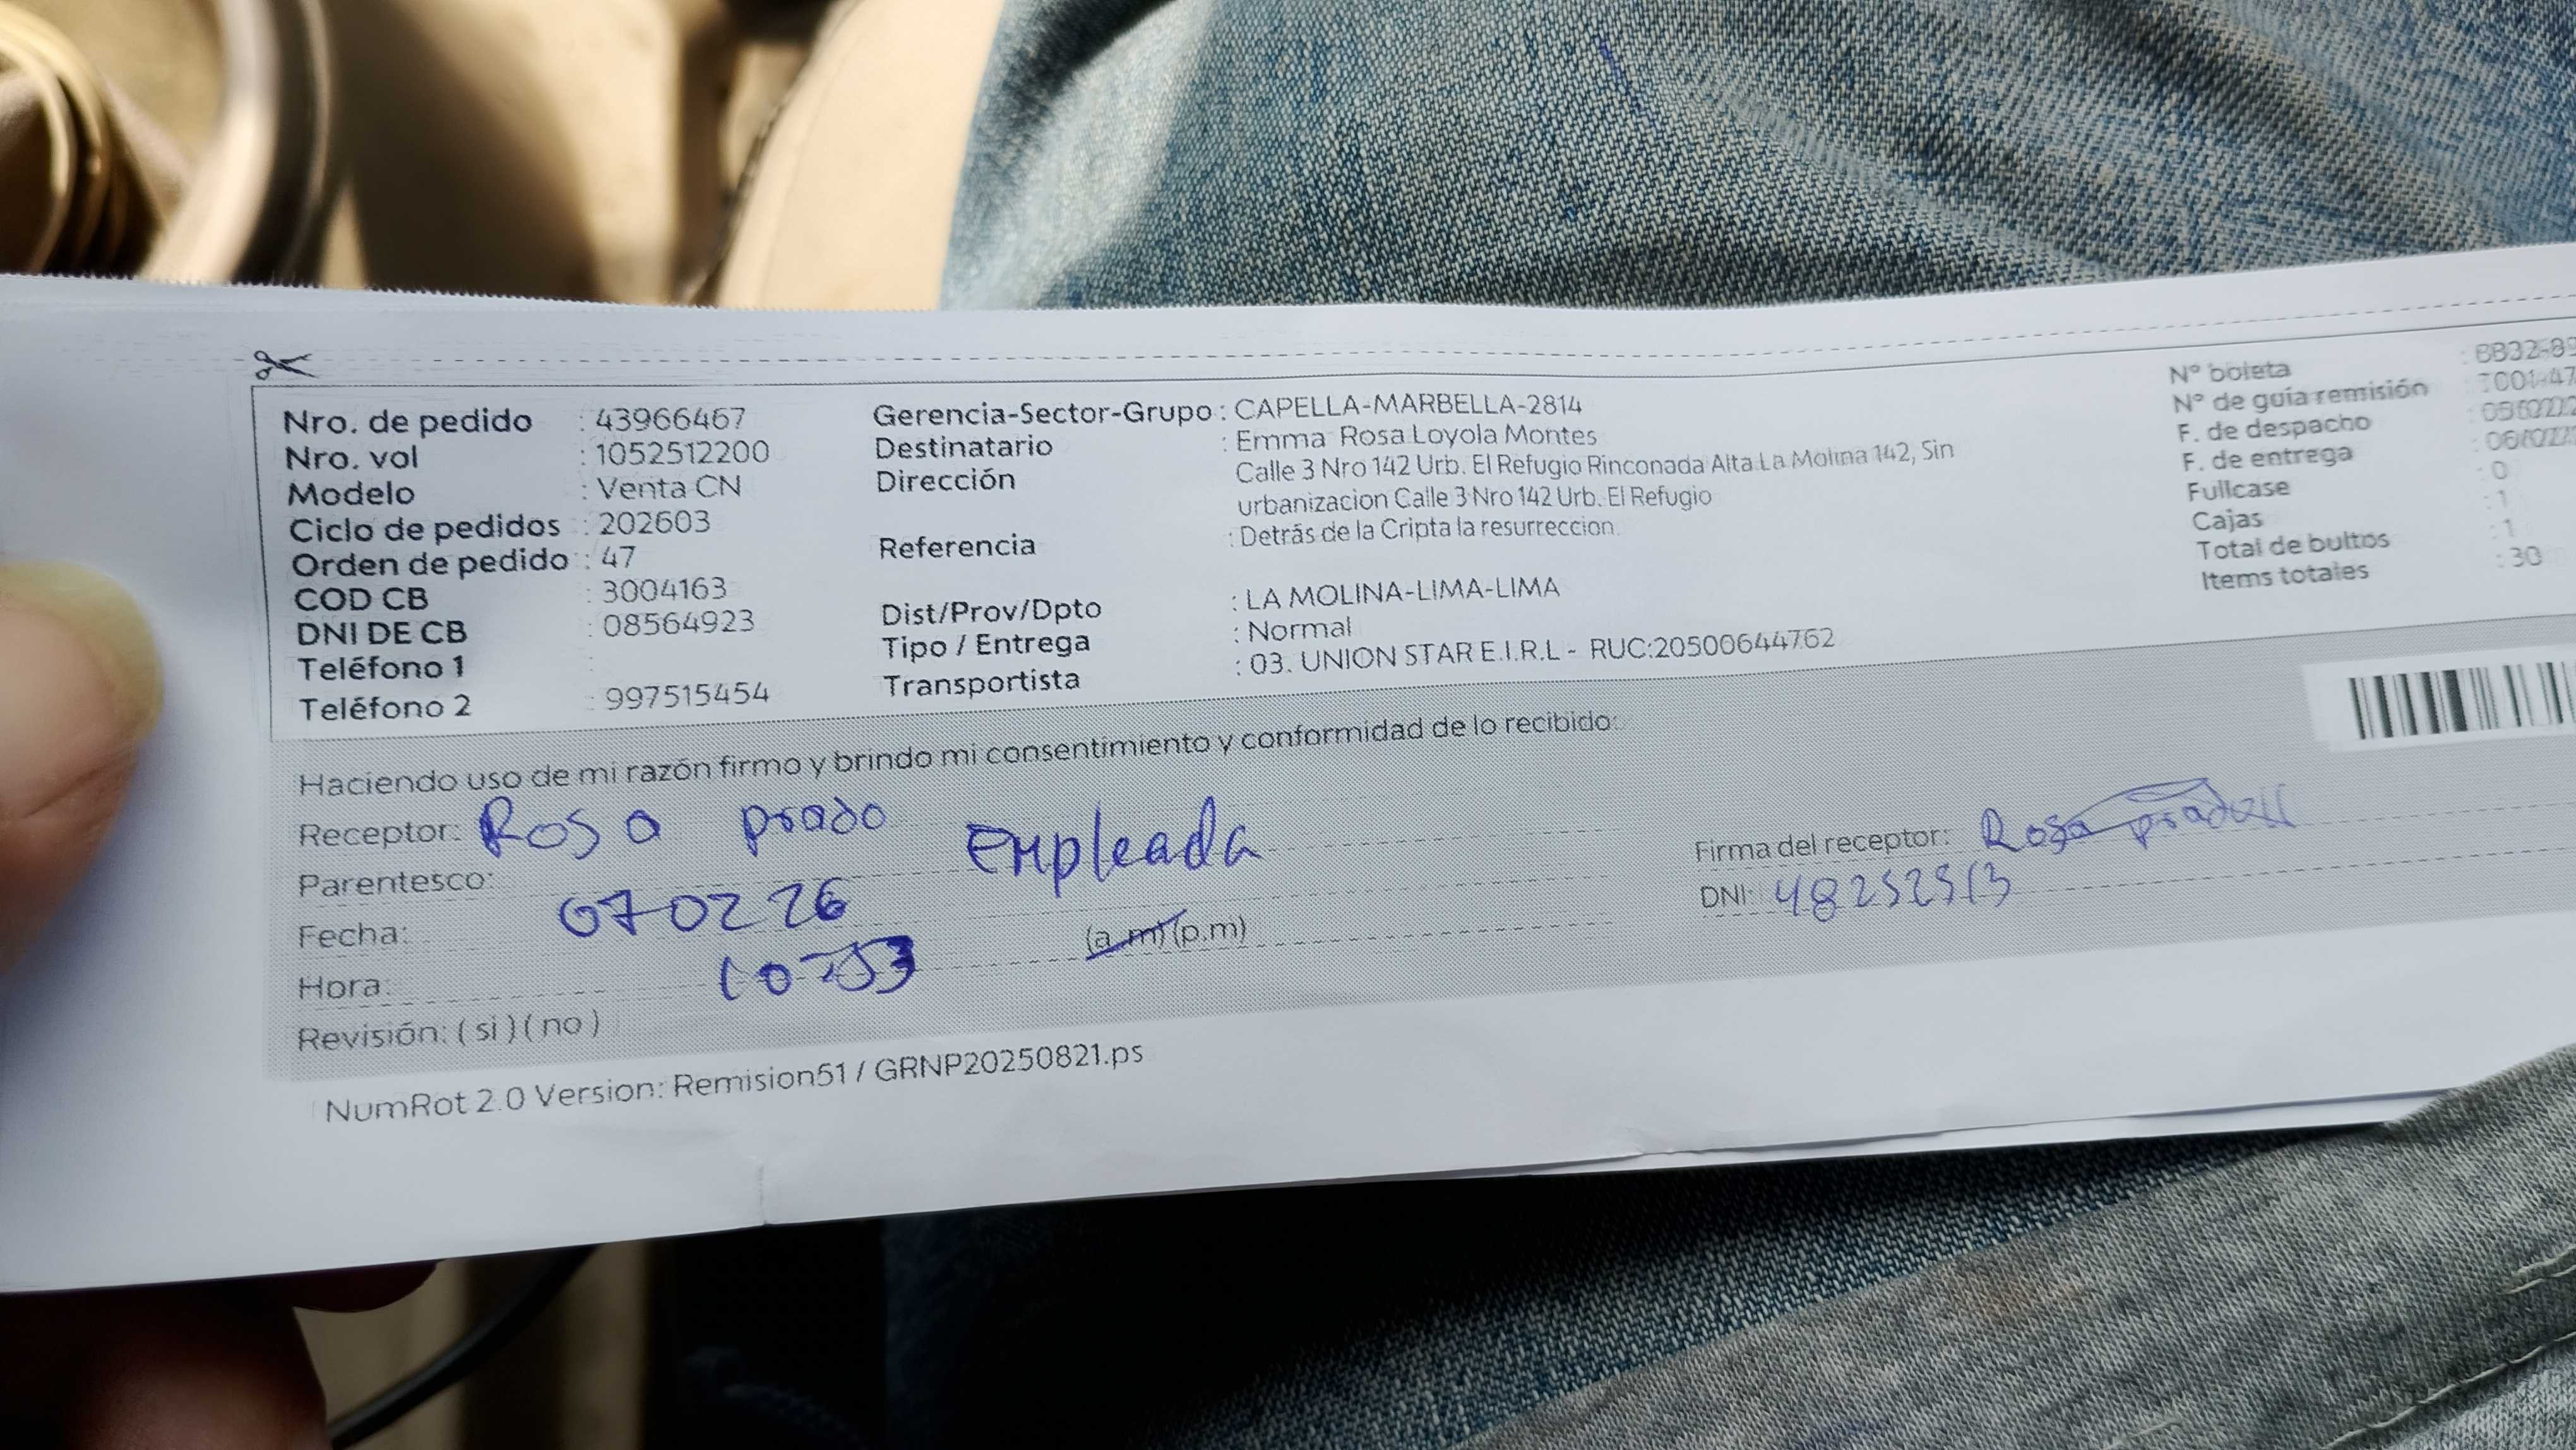 Nro. de pedido : 43966467
Nro. vol : 1052512200
Modelo : Venta CN
Ciclo de pedidos : 202603
Orden de pedido : 47
COD CB : 3004163
DNI DE CB : 08564923
Teléfono 1 :
Teléfono 2 : 997515454
Gerencia-Sector-Grupo : CAPELLA-MARBELLA-2814
Destinatario : Emma Rosa Loyola Montes
Dirección Calle 3 Nro 142 Urb. El Refugio Rinconada Alta La Molina 142, Sin
urbanizacion Calle 3 Nro 142 Urb. El Refugio
Referencia : Detrás de la Cripta la resurreccion.
Dist/Prov/Dpto : LA MOLINA-LIMA-LIMA
Tipo / Entrega : Normal
Transportista : 03. UNION STAR E.I.R.L - RUC:20500644762
N° boleta : BB32-89
N° de guía remisión : T001-47
F. de despacho
F. de entrega
Fullcase : 0
Cajas : 1
Total de bultos : 1
Items totales : 30
Haciendo uso de mi razón firmo y brindo mi consentimiento y conformidad de lo recibido:
Receptor: Rosa prado
Parentesco: Empleada
Fecha: 070226
Hora: 10:53 (a.m) (p.m)
Revisión: ( si ) ( no )
Firma del receptor: Rosa
DNI: 48252513
NumRot 2.0 Version: Remision51 / GRNP20250821.ps